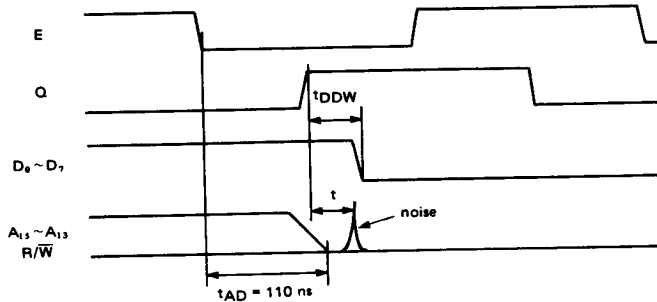 E
Q
tDDW
D₀~D₇
t
noise
A₁₅~A₁₃
R/W̅
tAD = 110 ns